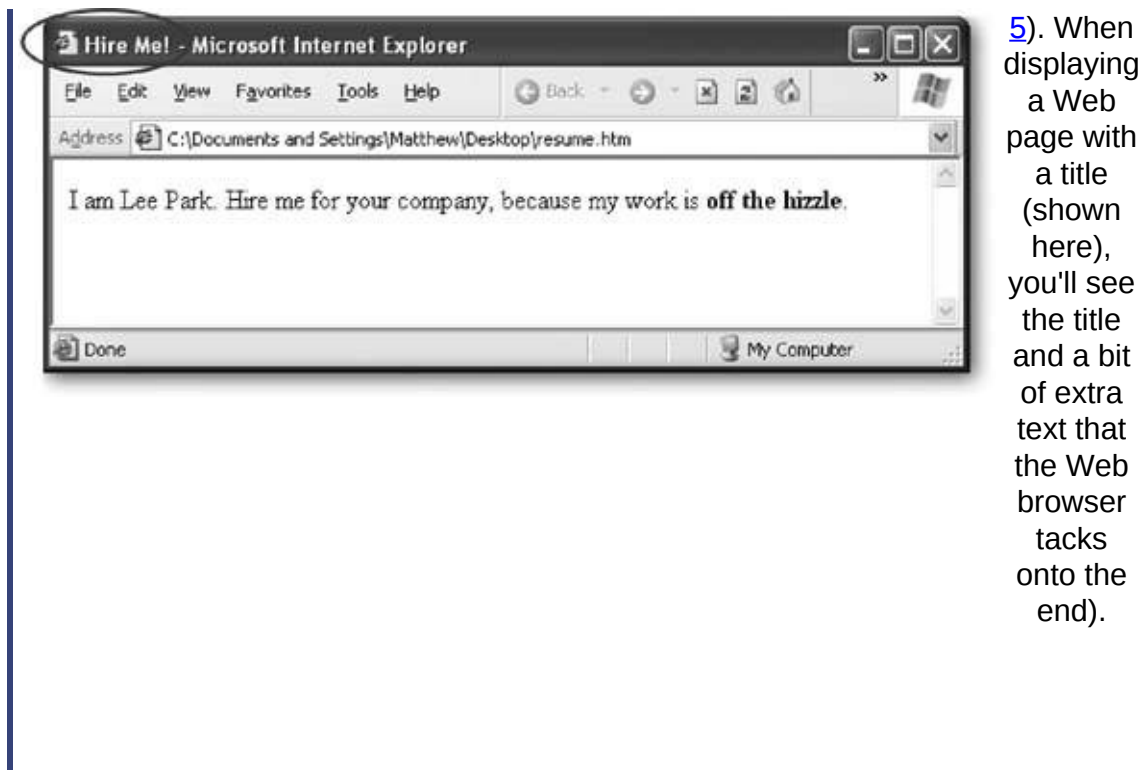 Hire Me! - Microsoft Internet Explorer
File Edit View Favorites Tools Help Back »
Address C:\Documents and Settings\Matthew\Desktop\resume.htm
I am Lee Park. Hire me for your company, because my work is off the hizzle.
Done My Computer
5). When
displaying
a Web
page with
a title
(shown
here),
you'll see
the title
and a bit
of extra
text that
the Web
browser
tacks
onto the
end).